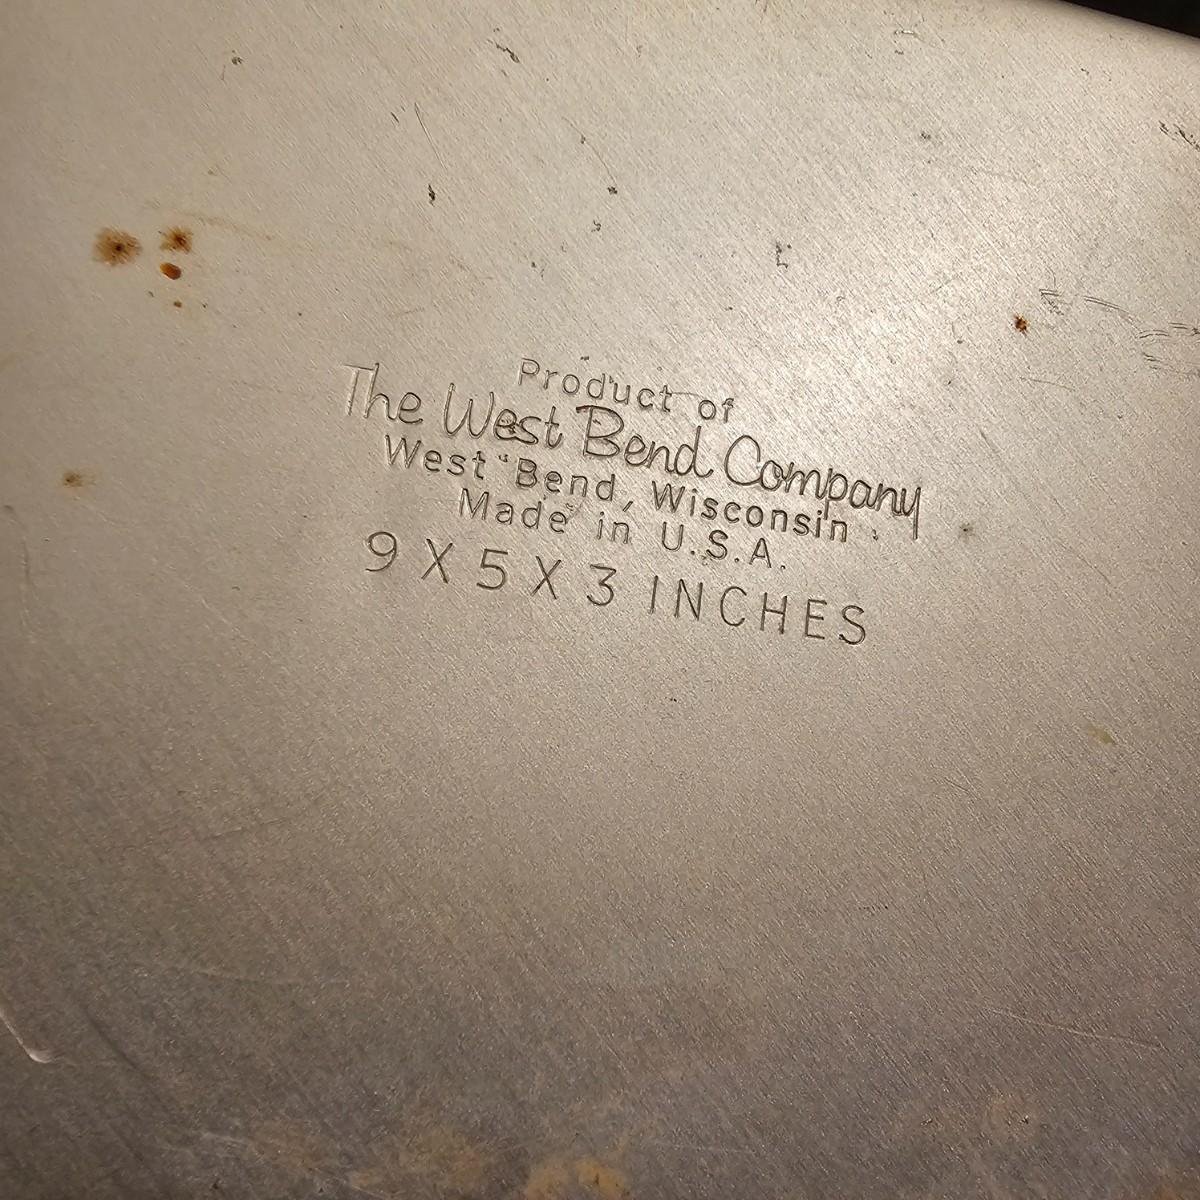 Product of
The West Bend Company
West Bend, Wisconsin
Made in U.S.A.
9 X 5 X 3 INCHES